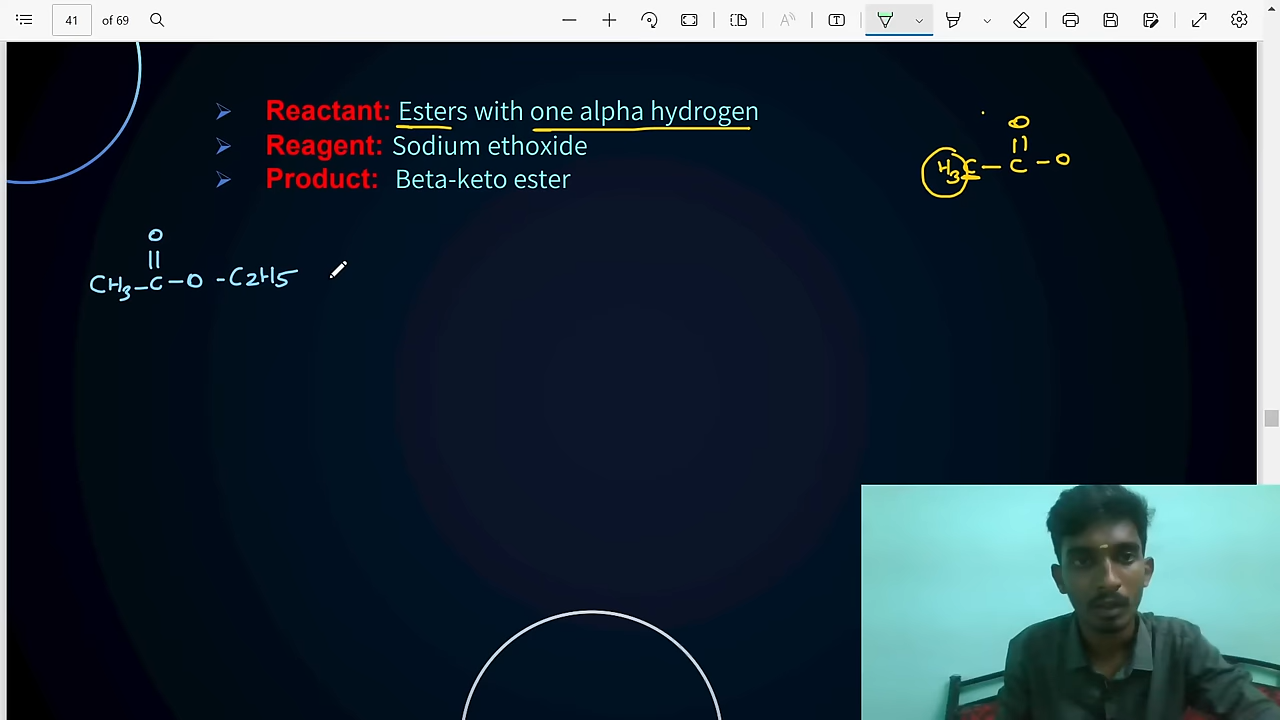 41 of 69
Reactant: Esters with one alpha hydrogen
Reagent: Sodium ethoxide
Product: Beta-keto ester
O
||
H3C–C–O
O
||
CH3–C–O-C2H5